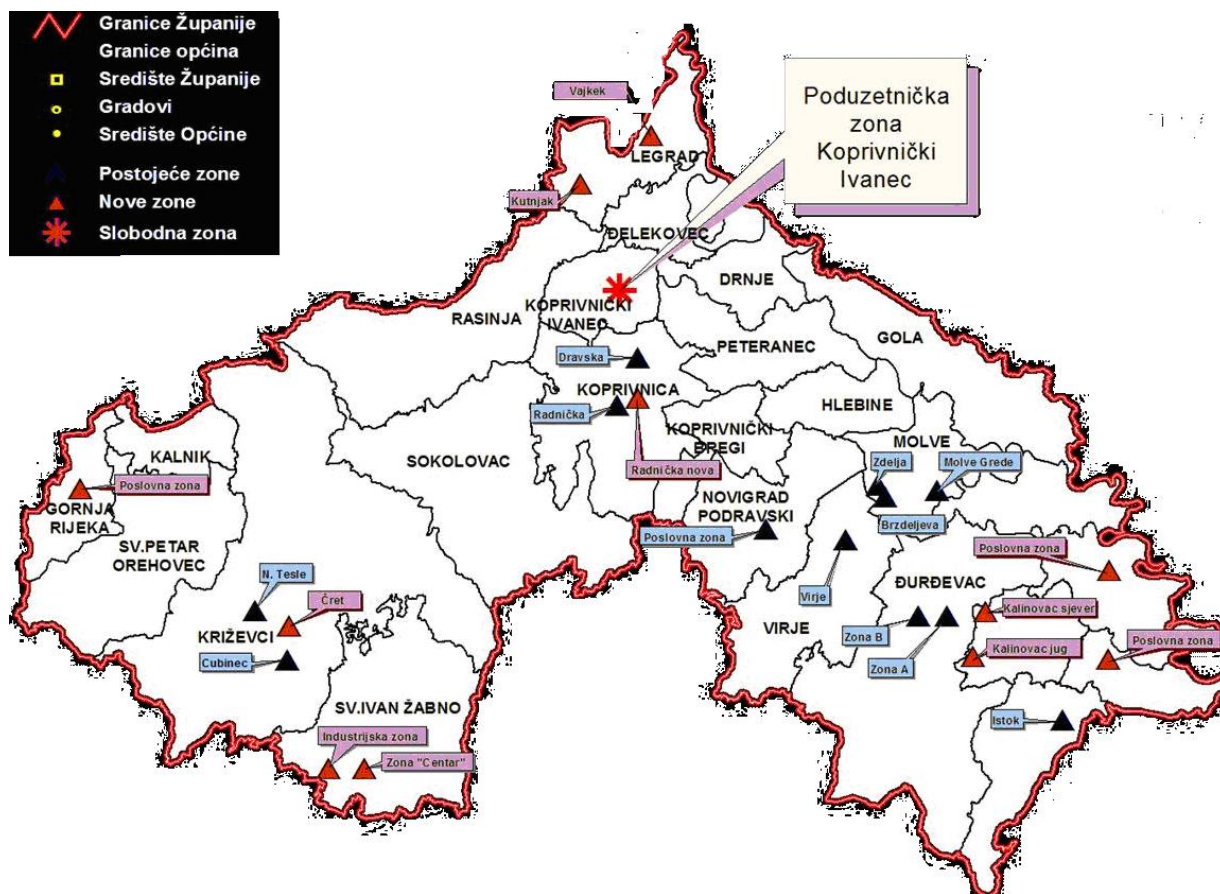 Granice Županije
Granice općina
Središte Županije
Gradovi
Središte Općine
Postojeće zone
Nove zone
Slobodna zona
Poduzetnička
zona
Koprivnički
Ivanec
Vajkek
LEGRAD
Kutnjak
ĐELEKOVEC
DRNJE
KOPRIVNIČKI
IVANEC
RASINJA
GOLA
PETERANEC
Dravska
KOPRIVNICA
Radnička
HLEBINE
KOPRIVNIČKI
BREGI
MOLVE
KALNIK
SOKOLOVAC
Radnička nova
Zdelja
Molve Grede
Poslovna zona
GORNJA
RIJEKA
NOVIGRAD
PODRAVSKI
Brzdeljeva
SV.PETAR
OREHOVEC
Poslovna zona
Poslovna zona
N. Tesle
ĐURĐEVAC
Čret
Virje
Kalinovac sjever
KRIŽEVCI
VIRJE
Zona B
Poslovna zona
Kalinovac jug
Cubinec
Zona A
SV.IVAN ŽABNO
Istok
Industrijska zona
Zona "Centar"